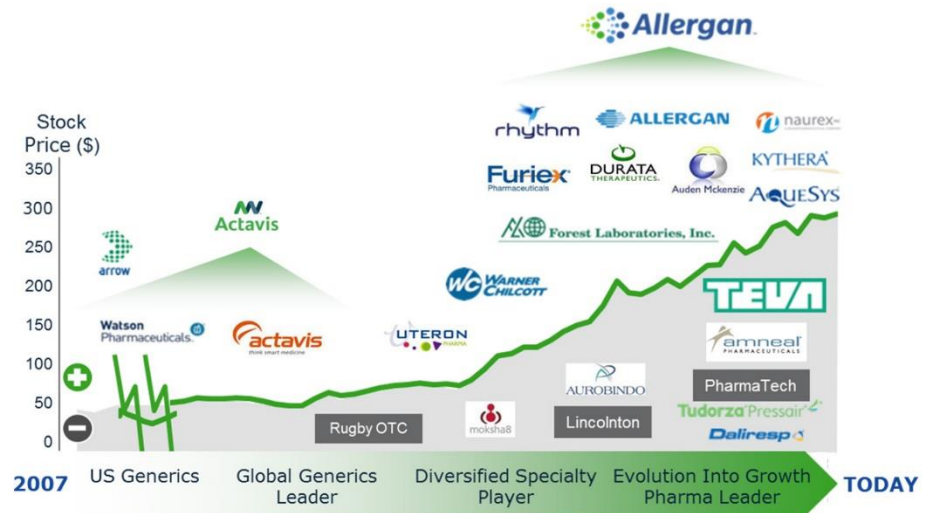 Allergan
Stock
Price ($)
350
300
250
200
150
100
50
0
rhythm
ALLERGAN
naurex
Furiex
Pharmaceuticals
DURATA
THERAPEUTICS
Auden Mckenzie
KYTHERA
AQUESYS
Actavis
arrow
Forest Laboratories, Inc.
WC WARNER
CHILCOTT
TEVA
Watson
Pharmaceuticals
actavis
think smart medicine
UTERON
PHARMA
amneal
PHARMACEUTICALS
AUROBINDO
PharmaTech
Rugby OTC
moksha8
Lincolnton
Tudorza Pressair
Daliresp
2007
US Generics
Global Generics
Leader
Diversified Specialty
Player
Evolution Into Growth
Pharma Leader
TODAY